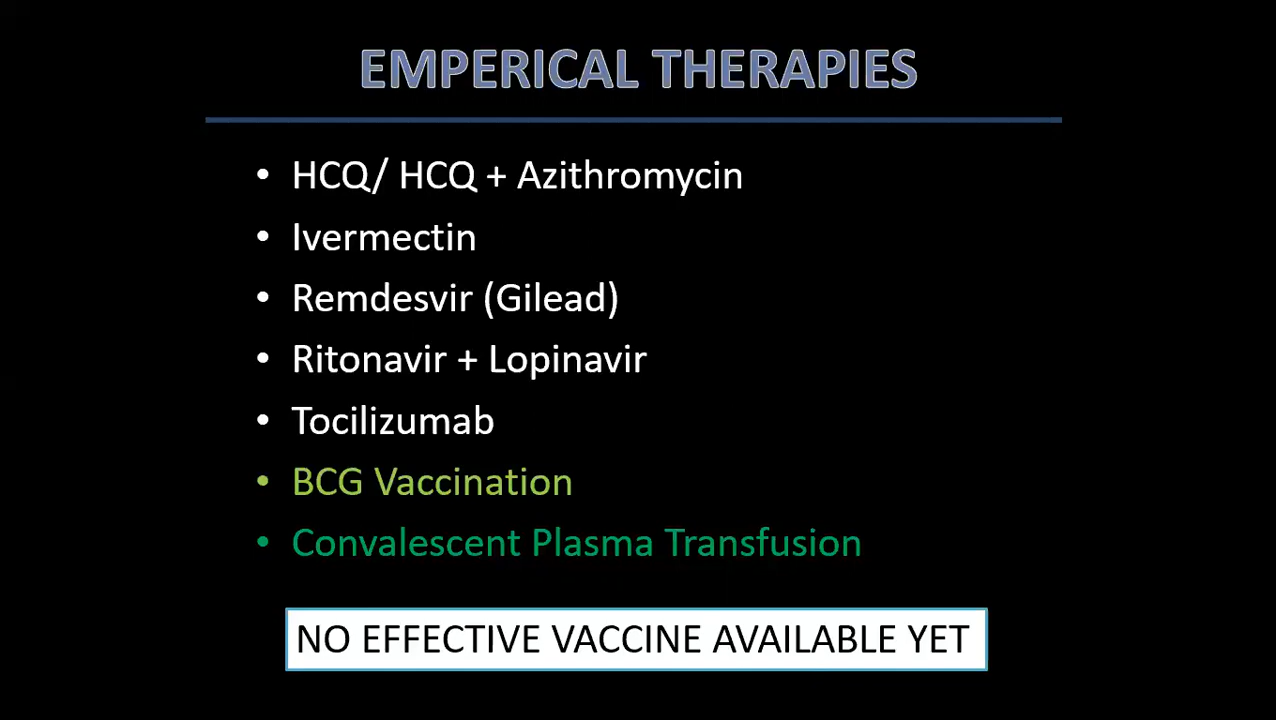 EMPERICAL THERAPIES
• HCQ/ HCQ + Azithromycin
• Ivermectin
• Remdesvir (Gilead)
• Ritonavir + Lopinavir
• Tocilizumab
• BCG Vaccination
• Convalescent Plasma Transfusion
NO EFFECTIVE VACCINE AVAILABLE YET